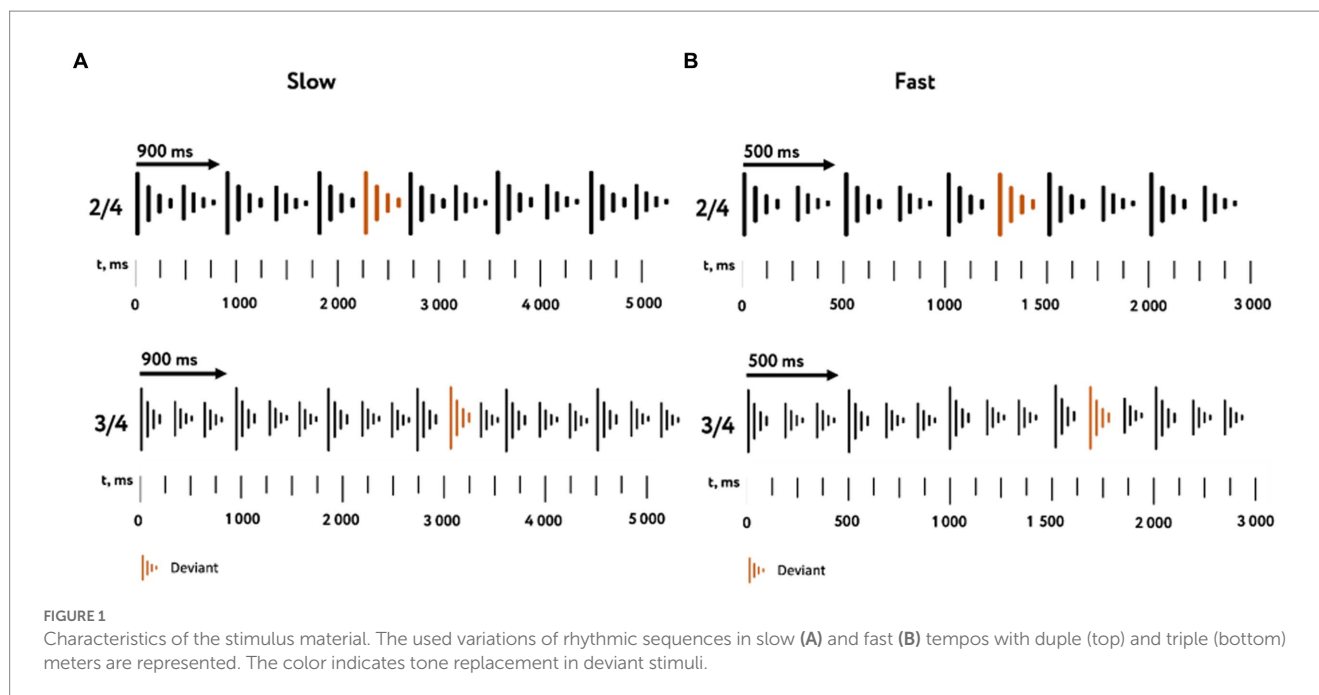 A
Slow
900 ms
2/4
t, ms
0 1 000 2 000 3 000 4 000 5 000
900 ms
3/4
t, ms
0 1 000 2 000 3 000 4 000 5 000
Deviant
B
Fast
500 ms
2/4
t, ms
0 500 1 000 1 500 2 000 3 000
500 ms
3/4
t, ms
0 500 1 000 1 500 2 000 3 000
Deviant
FIGURE 1
Characteristics of the stimulus material. The used variations of rhythmic sequences in slow (A) and fast (B) tempos with duple (top) and triple (bottom)
meters are represented. The color indicates tone replacement in deviant stimuli.